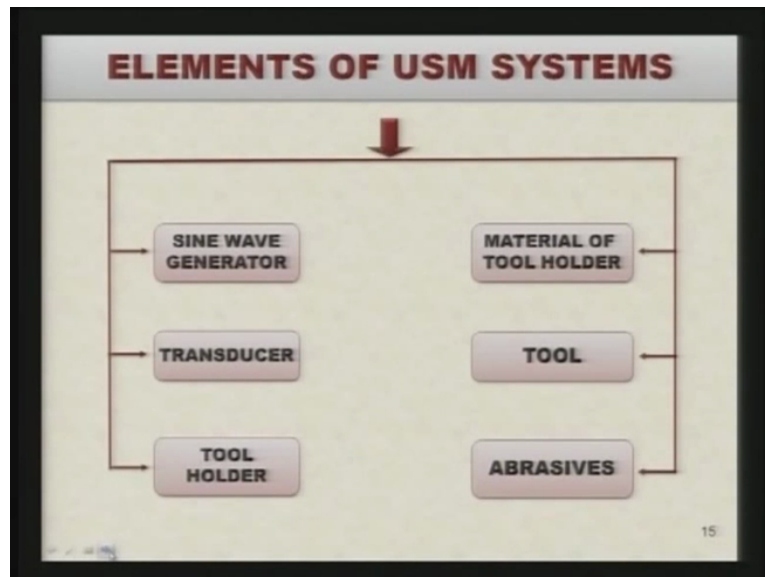 ELEMENTS OF USM SYSTEMS
SINE WAVE
GENERATOR
TRANSDUCER
TOOL
HOLDER
MATERIAL OF
TOOL HOLDER
TOOL
ABRASIVES
15